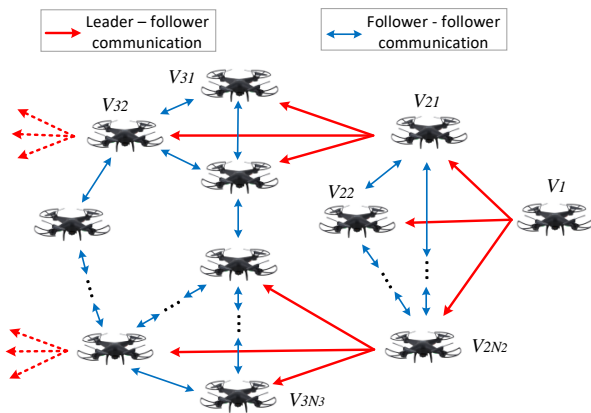 Leader – follower
communication
Follower - follower
communication
V31
V32
V21
V22
V1
V2N2
V3N3